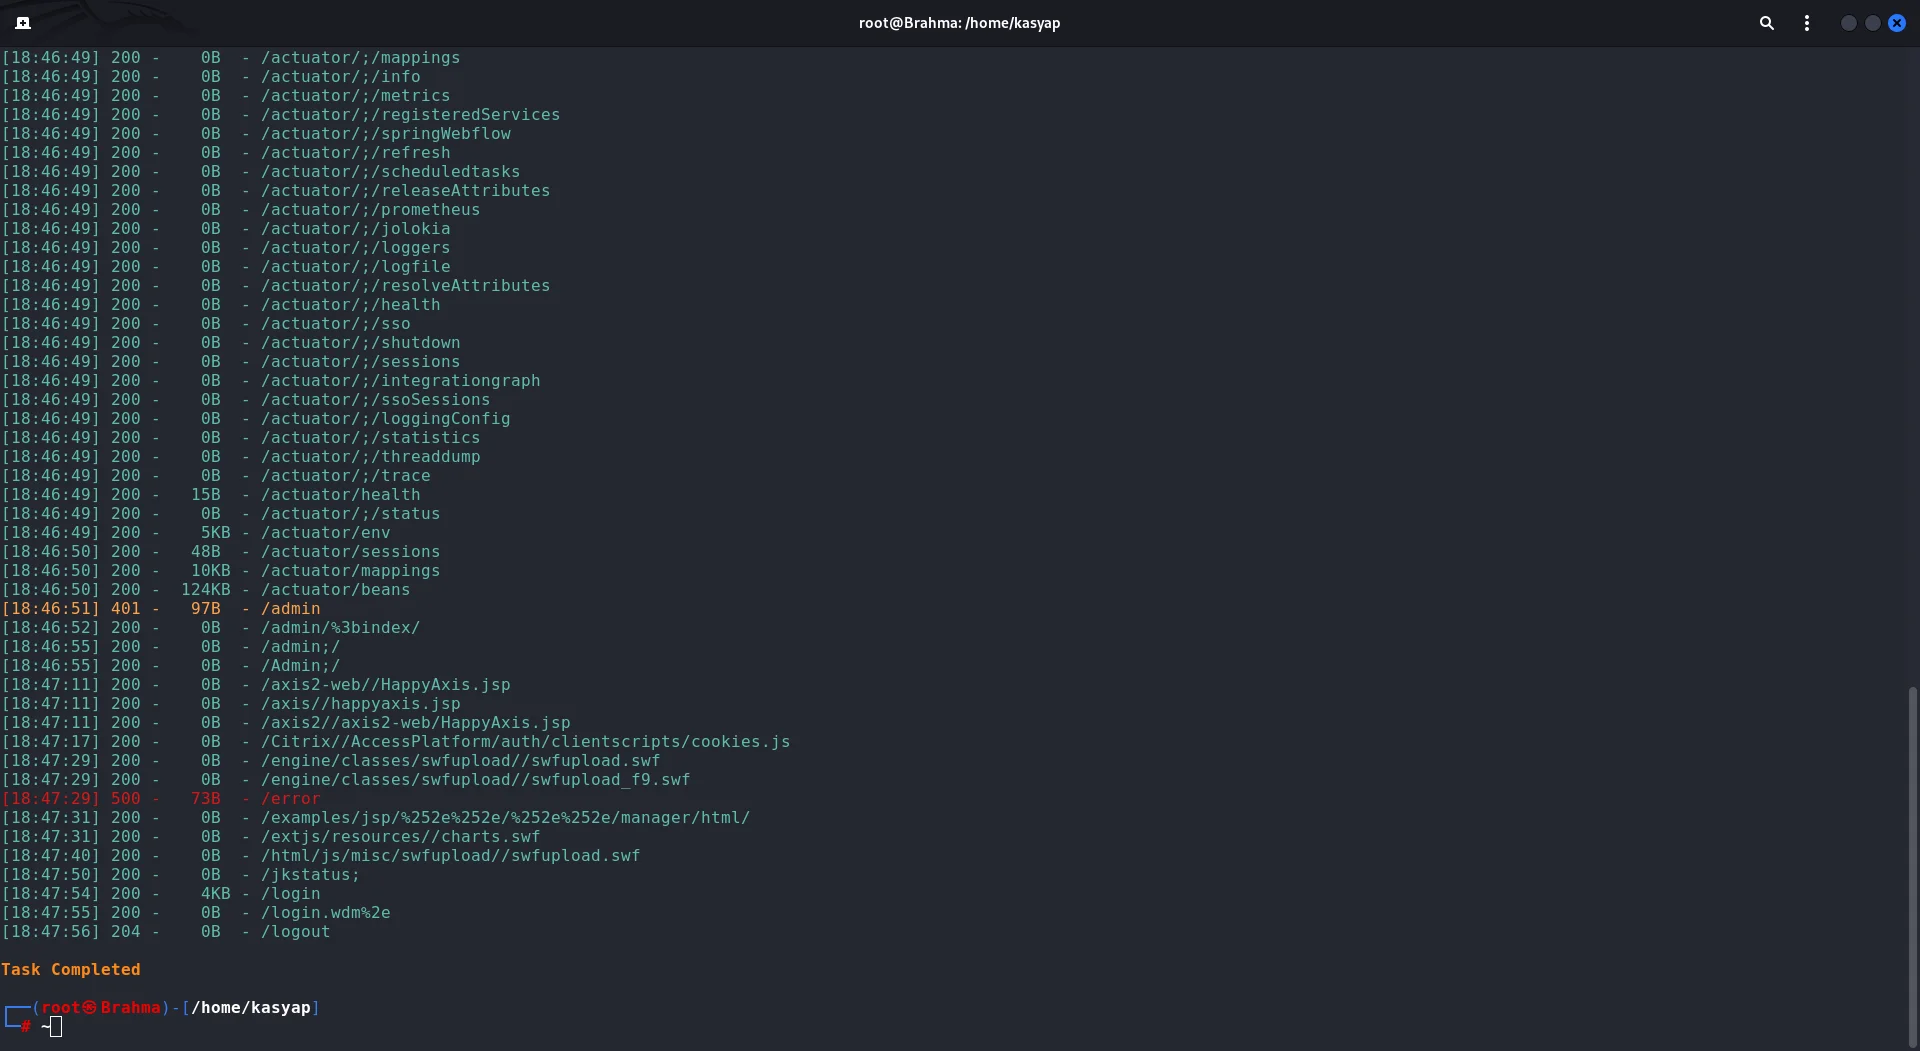 root@Brahma: /home/kasyap
[18:46:49] 200 -    0B  - /actuator/;/mappings
[18:46:49] 200 -    0B  - /actuator/;/info
[18:46:49] 200 -    0B  - /actuator/;/metrics
[18:46:49] 200 -    0B  - /actuator/;/registeredServices
[18:46:49] 200 -    0B  - /actuator/;/springWebflow
[18:46:49] 200 -    0B  - /actuator/;/refresh
[18:46:49] 200 -    0B  - /actuator/;/scheduledtasks
[18:46:49] 200 -    0B  - /actuator/;/releaseAttributes
[18:46:49] 200 -    0B  - /actuator/;/prometheus
[18:46:49] 200 -    0B  - /actuator/;/jolokia
[18:46:49] 200 -    0B  - /actuator/;/loggers
[18:46:49] 200 -    0B  - /actuator/;/logfile
[18:46:49] 200 -    0B  - /actuator/;/resolveAttributes
[18:46:49] 200 -    0B  - /actuator/;/health
[18:46:49] 200 -    0B  - /actuator/;/sso
[18:46:49] 200 -    0B  - /actuator/;/shutdown
[18:46:49] 200 -    0B  - /actuator/;/sessions
[18:46:49] 200 -    0B  - /actuator/;/integrationgraph
[18:46:49] 200 -    0B  - /actuator/;/ssoSessions
[18:46:49] 200 -    0B  - /actuator/;/loggingConfig
[18:46:49] 200 -    0B  - /actuator/;/statistics
[18:46:49] 200 -    0B  - /actuator/;/threaddump
[18:46:49] 200 -    0B  - /actuator/;/trace
[18:46:49] 200 -   15B  - /actuator/health
[18:46:49] 200 -    0B  - /actuator/;/status
[18:46:49] 200 -    5KB - /actuator/env
[18:46:50] 200 -   48B  - /actuator/sessions
[18:46:50] 200 -   10KB - /actuator/mappings
[18:46:50] 200 -  124KB - /actuator/beans
[18:46:51] 401 -   97B  - /admin
[18:46:52] 200 -    0B  - /admin/%3bindex/
[18:46:55] 200 -    0B  - /admin;/
[18:46:55] 200 -    0B  - /Admin;/
[18:47:11] 200 -    0B  - /axis2-web//HappyAxis.jsp
[18:47:11] 200 -    0B  - /axis//happyaxis.jsp
[18:47:11] 200 -    0B  - /axis2//axis2-web/HappyAxis.jsp
[18:47:17] 200 -    0B  - /Citrix//AccessPlatform/auth/clientscripts/cookies.js
[18:47:29] 200 -    0B  - /engine/classes/swfupload//swfupload.swf
[18:47:29] 200 -    0B  - /engine/classes/swfupload//swfupload_f9.swf
[18:47:29] 500 -   73B  - /error
[18:47:31] 200 -    0B  - /examples/jsp/%252e%252e/%252e%252e/manager/html/
[18:47:31] 200 -    0B  - /extjs/resources//charts.swf
[18:47:40] 200 -    0B  - /html/js/misc/swfupload//swfupload.swf
[18:47:50] 200 -    0B  - /jkstatus;
[18:47:54] 200 -    4KB - /login
[18:47:55] 200 -    0B  - /login.wdm%2e
[18:47:56] 204 -    0B  - /logout
Task Completed
┌──(root㉿Brahma)-[/home/kasyap]
└─# ~